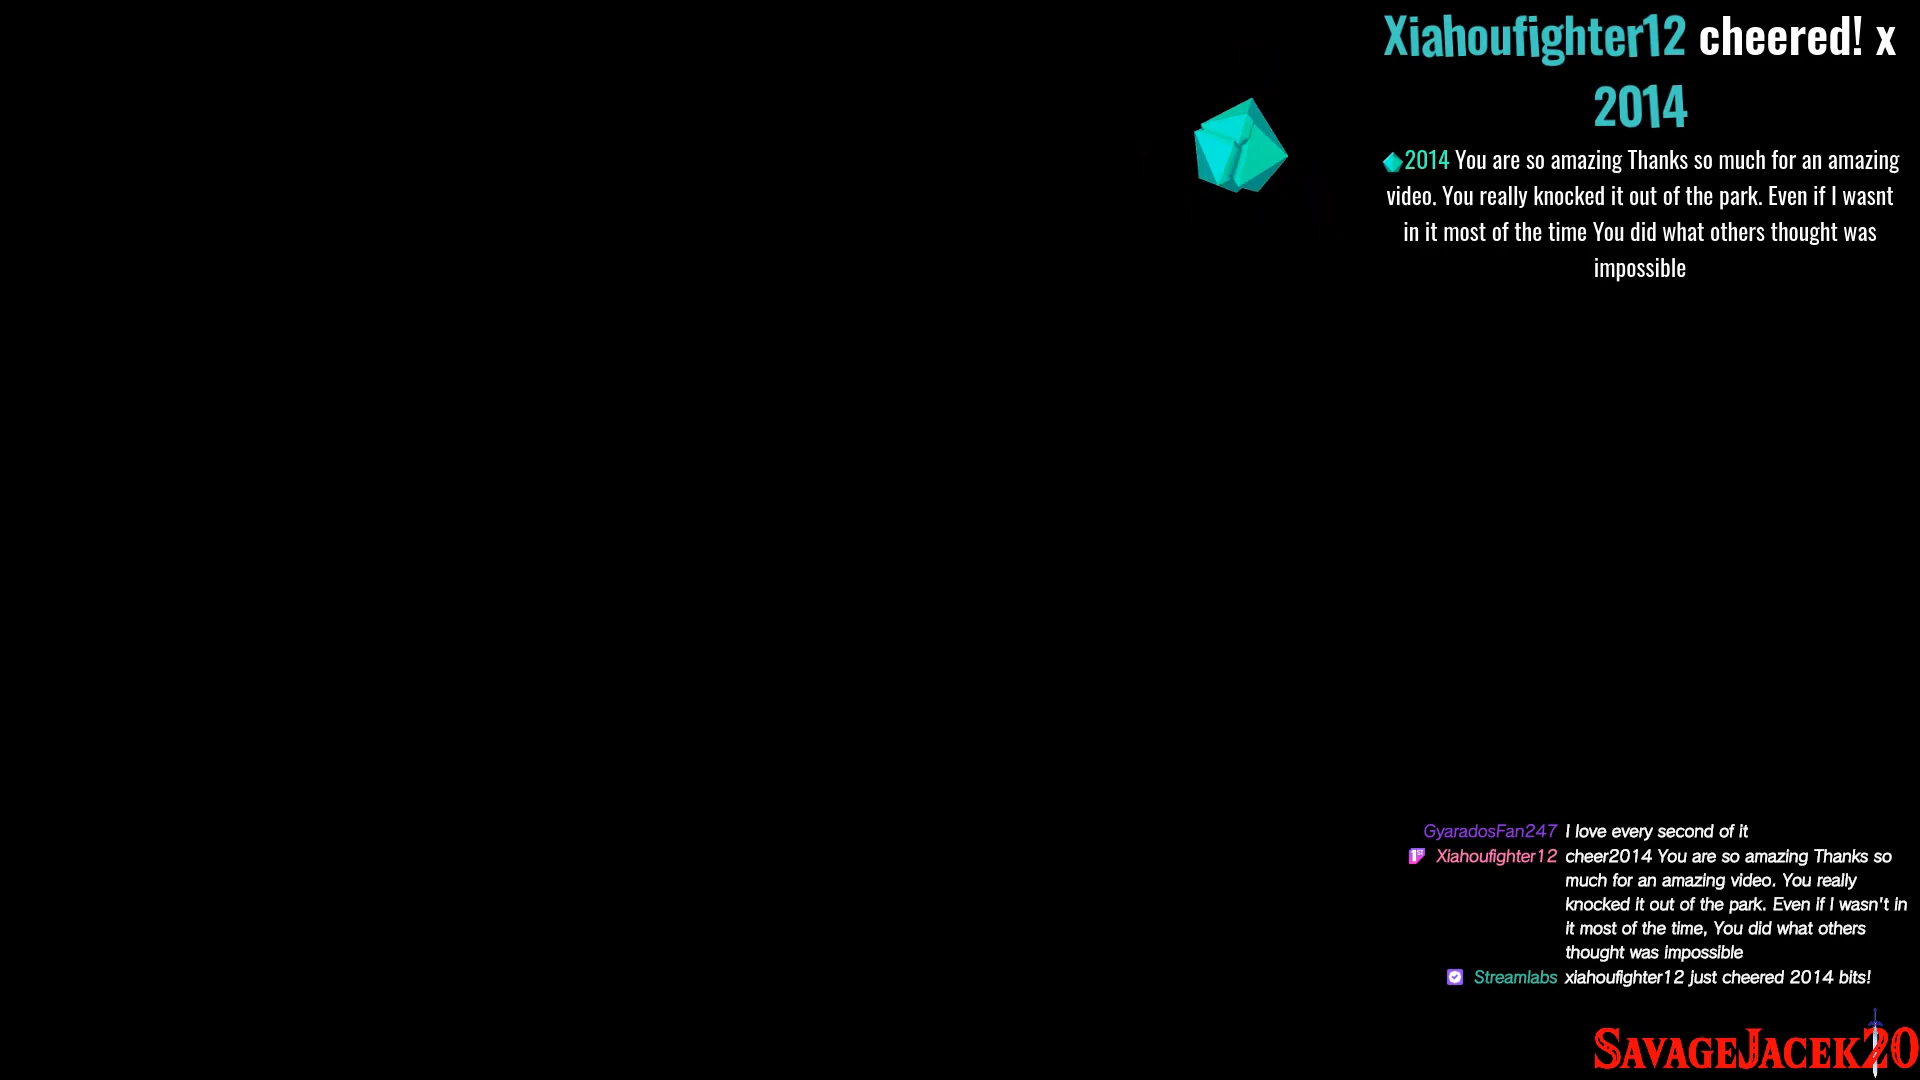 Xiahoufighter12 cheered! x
2014
2014 You are so amazing Thanks so much for an amazing
video. You really knocked it out of the park. Even if I wasnt
in it most of the time You did what others thought was
impossible
GyaradosFan247 I love every second of it
1ST Xiahoufighter12 cheer2014 You are so amazing Thanks so
much for an amazing video. You really
knocked it out of the park. Even if I wasn't in
it most of the time, You did what others
thought was impossible
Streamlabs xiahoufighter12 just cheered 2014 bits!
SAVAGEJACEK20